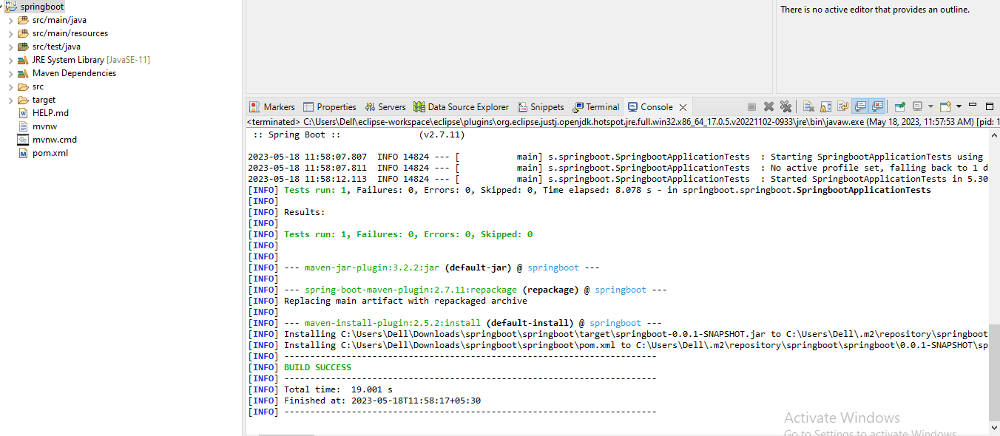 springboot
src/main/java
src/main/resources
src/test/java
JRE System Library [JavaSE-11]
Maven Dependencies
src
target
HELP.md
mvnw
mvnw.cmd
pom.xml
There is no active editor that provides an outline.
Markers Properties Servers Data Source Explorer Snippets Terminal Console
<terminated> C:\Users\Dell\eclipse-workspace\eclipse\plugins\org.eclipse.justj.openjdk.hotspot.jre.full.win32.x86_64_17.0.5.v20221102-0933\jre\bin\javaw.exe (May 18, 2023, 11:57:53 AM) [pid: 1
:: Spring Boot :: (v2.7.11)
2023-05-18 11:58:07.807 INFO 14824 --- [ main] s.springboot.SpringbootApplicationTests : Starting SpringbootApplicationTests using
2023-05-18 11:58:07.811 INFO 14824 --- [ main] s.springboot.SpringbootApplicationTests : No active profile set, falling back to 1 d
2023-05-18 11:58:12.113 INFO 14824 --- [ main] s.springboot.SpringbootApplicationTests : Started SpringbootApplicationTests in 5.30
[INFO] Tests run: 1, Failures: 0, Errors: 0, Skipped: 0, Time elapsed: 8.078 s - in springboot.springboot.SpringbootApplicationTests
[INFO]
[INFO] Results:
[INFO]
[INFO] Tests run: 1, Failures: 0, Errors: 0, Skipped: 0
[INFO]
[INFO]
[INFO] --- maven-jar-plugin:3.2.2:jar (default-jar) @ springboot ---
[INFO]
[INFO] --- spring-boot-maven-plugin:2.7.11:repackage (repackage) @ springboot ---
[INFO] Replacing main artifact with repackaged archive
[INFO]
[INFO] --- maven-install-plugin:2.5.2:install (default-install) @ springboot ---
[INFO] Installing C:\Users\Dell\Downloads\springboot\springboot\target\springboot-0.0.1-SNAPSHOT.jar to C:\Users\Dell\.m2\repository\springboot
[INFO] Installing C:\Users\Dell\Downloads\springboot\springboot\pom.xml to C:\Users\Dell\.m2\repository\springboot\springboot\0.0.1-SNAPSHOT\sp
[INFO] ------------------------------------------------------------------------
[INFO] BUILD SUCCESS
[INFO] ------------------------------------------------------------------------
[INFO] Total time: 19.001 s
[INFO] Finished at: 2023-05-18T11:58:17+05:30
[INFO] ------------------------------------------------------------------------
Activate Windows
Go to Settings to activate Windows.